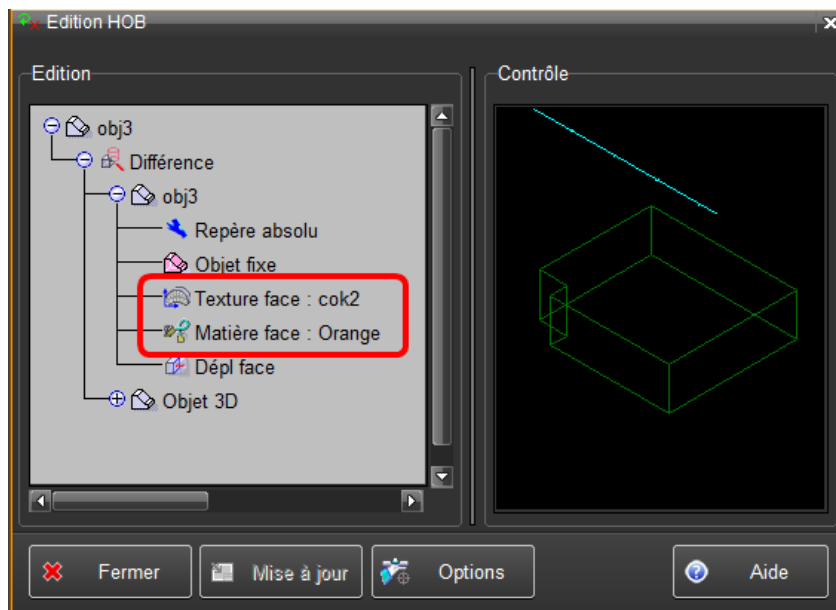 Edition HOB
Edition
obj3
Différence
obj3
Repère absolu
Objet fixe
Texture face : cok2
Matière face : Orange
Dépl face
Objet 3D
Contrôle
Fermer
Mise à jour
Options
Aide